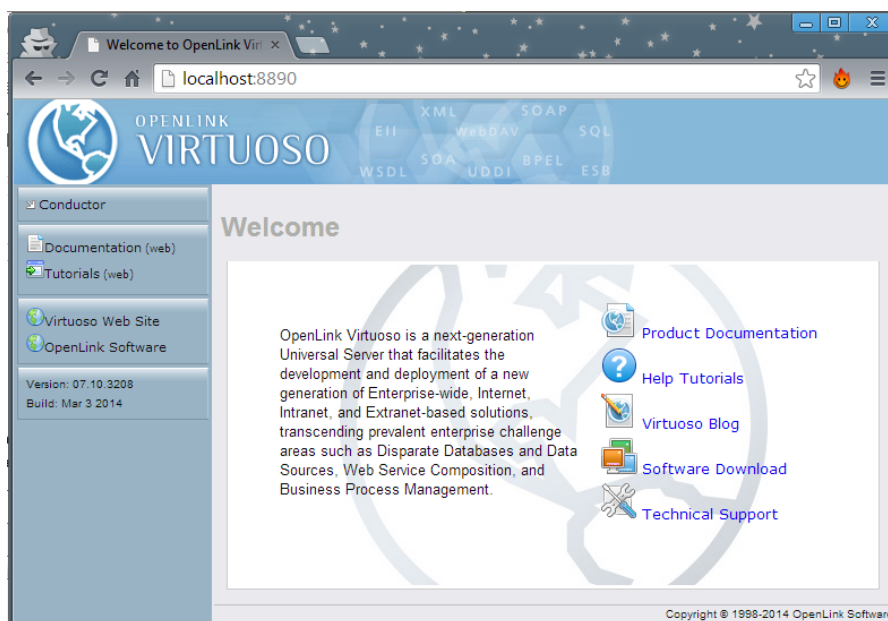 Welcome to OpenLink Virt
localhost:8890
OPENLINK
VIRTUOSO
XML SOAP
EII WebDAV SQL
SOA BPEL
WSDL UDDI ESB
Conductor
Documentation (web)
Tutorials (web)
Virtuoso Web Site
OpenLink Software
Version: 07.10.3208
Build: Mar 3 2014
Welcome
OpenLink Virtuoso is a next-generation
Universal Server that facilitates the
development and deployment of a new
generation of Enterprise-wide, Internet,
Intranet, and Extranet-based solutions,
transcending prevalent enterprise challenge
areas such as Disparate Databases and Data
Sources, Web Service Composition, and
Business Process Management.
Product Documentation
Help Tutorials
Virtuoso Blog
Software Download
Technical Support
Copyright © 1998-2014 OpenLink Software